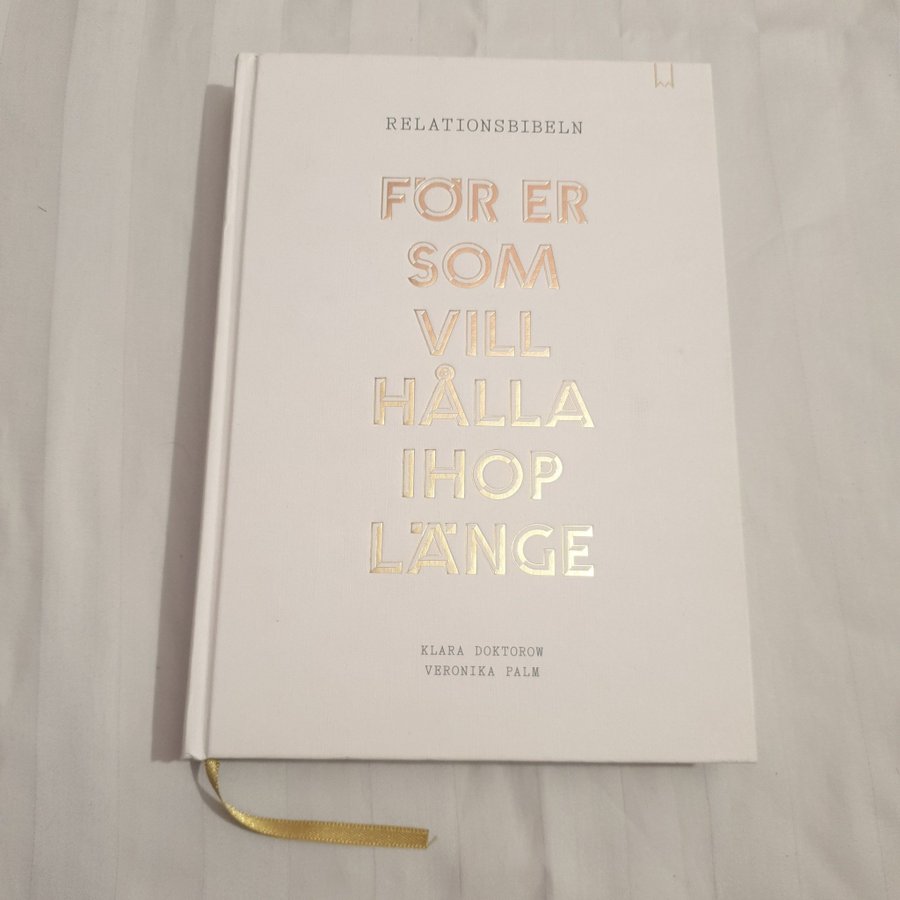 RELATIONSBIBELN
FÖR ER
SOM
VILL
HÅLLA
IHOP
LÄNGE
KLARA DOKTOROW
VERONIKA PALM